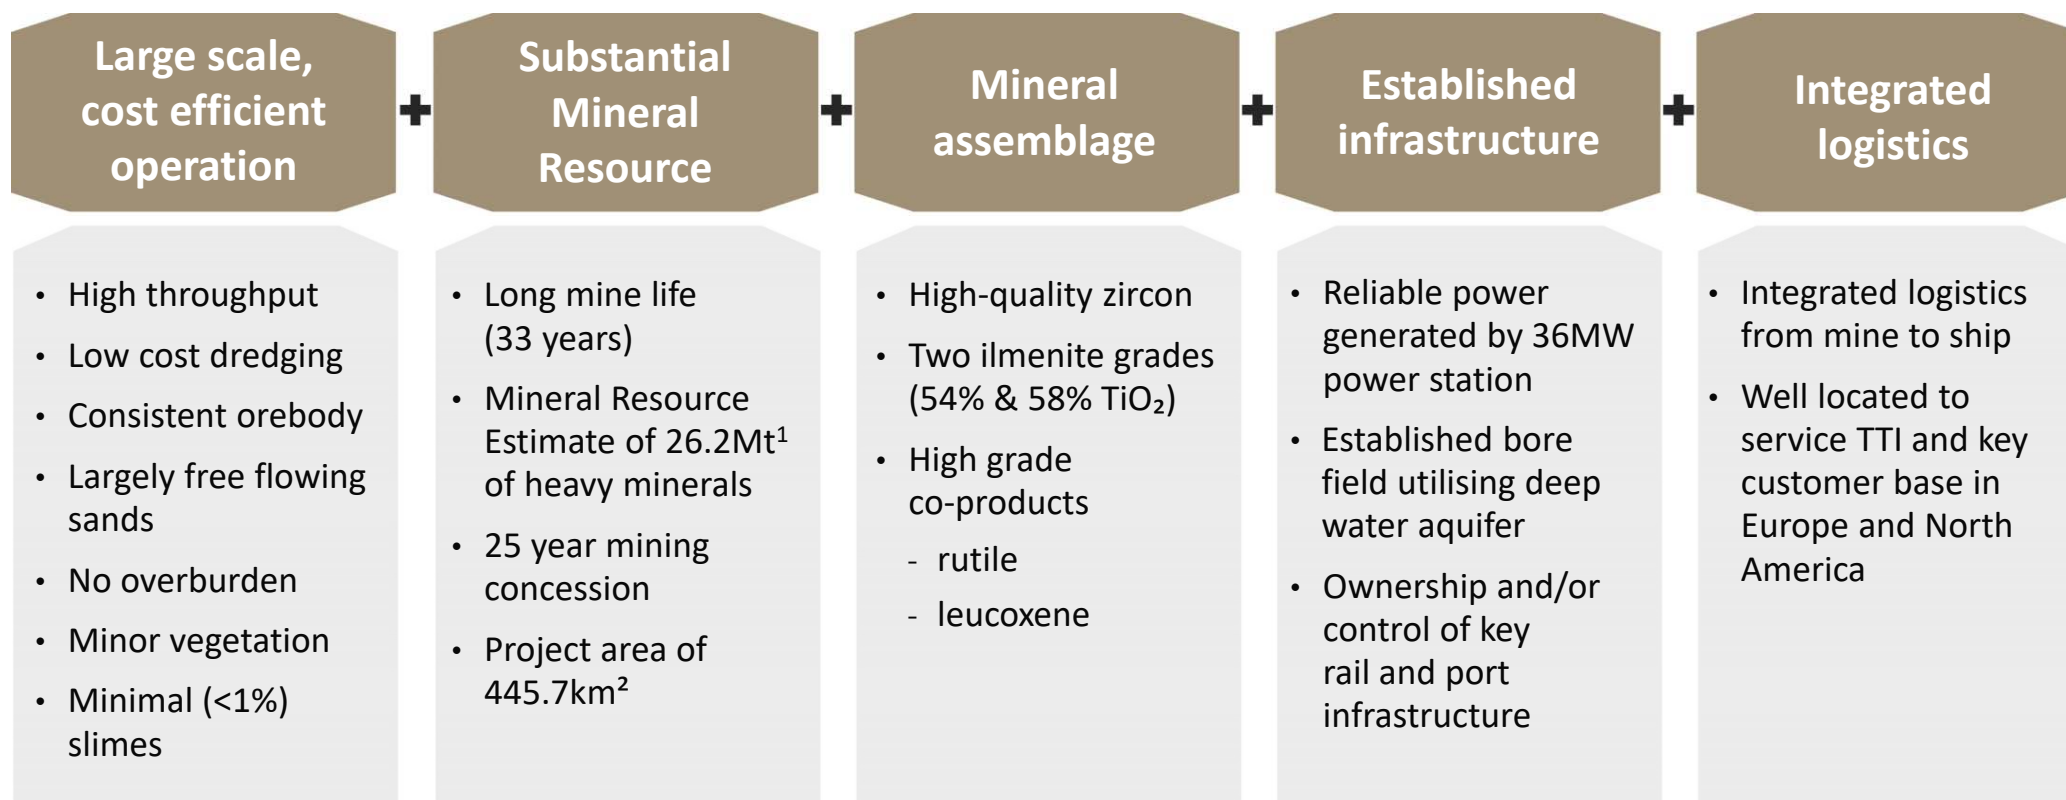 Large scale,
cost efficient
operation
Substantial
Mineral
Resource
Mineral
assemblage
Established
infrastructure
Integrated
logistics
• High throughput
• Low cost dredging
• Consistent orebody
• Largely free flowing
sands
• No overburden
• Minor vegetation
• Minimal (<1%)
slimes
• Long mine life
(33 years)
• Mineral Resource
Estimate of 26.2Mt¹
of heavy minerals
• 25 year mining
concession
• Project area of
445.7km²
• High-quality zircon
• Two ilmenite grades
(54% & 58% TiO₂)
• High grade
co-products
- rutile
- leucoxene
• Reliable power
generated by 36MW
power station
• Established bore
field utilising deep
water aquifer
• Ownership and/or
control of key
rail and port
infrastructure
• Integrated logistics
from mine to ship
• Well located to
service TTI and key
customer base in
Europe and North
America